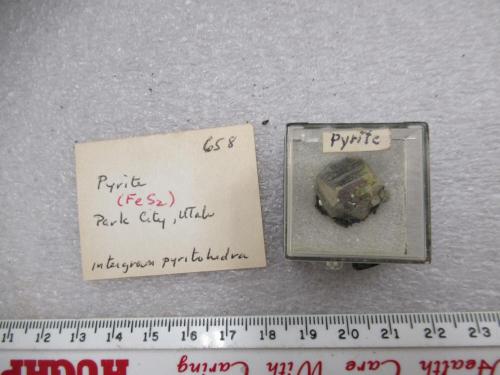 658
Pyrite
(FeS2)
Park City, Utah
intergrown pyritohedra
Pyrite
11 12 13 14 15 16 17 18 19 20 21 22 23
Health Care With Caring